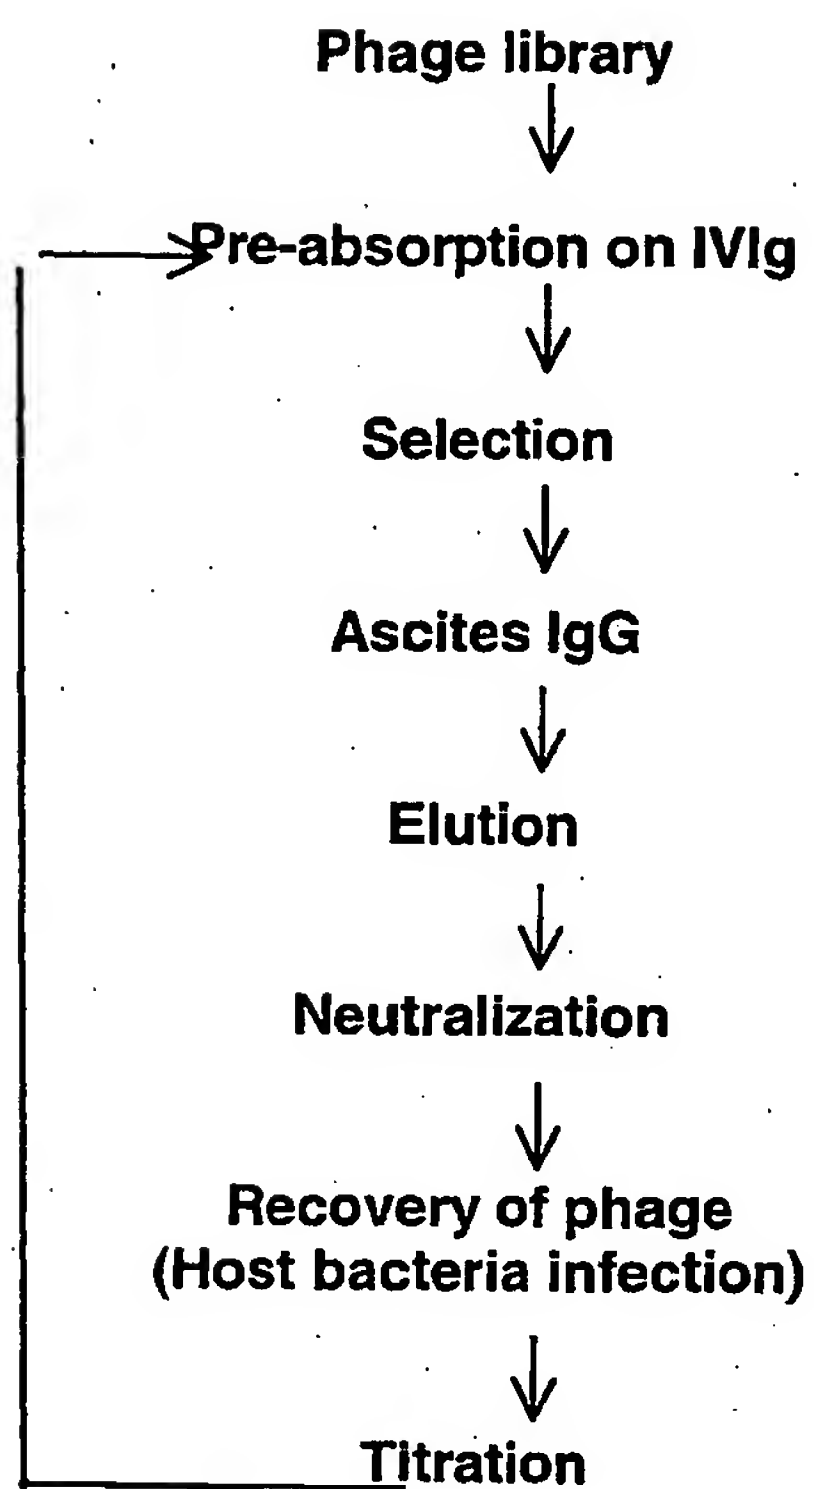 Phage library
Pre-absorption on IVIg
Selection
Ascites IgG
Elution
Neutralization
Recovery of phage
(Host bacteria infection)
Titration